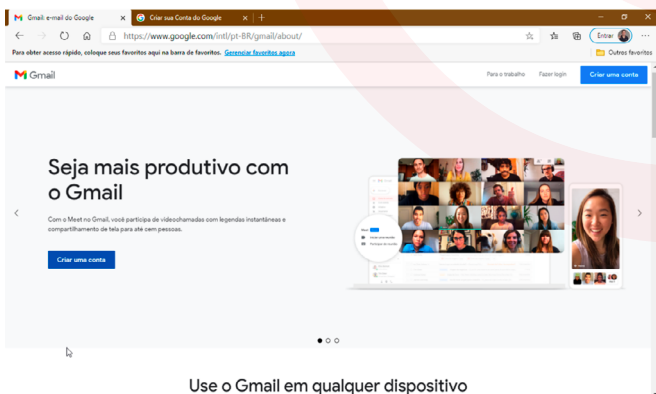 Gmail: e-mail do Google
Criar sua Conta do Google
https://www.google.com/intl/pt-BR/gmail/about/
Entrar
Para obter acesso rápido, coloque seus favoritos aqui na barra de favoritos. Gerenciar favoritos agora
Outros favoritos
Gmail
Para o trabalho
Fazer login
Criar uma conta
Seja mais produtivo com
o Gmail
Com o Meet no Gmail, você participa de videochamadas com legendas instantâneas e
compartilhamento de tela para até cem pessoas.
Criar uma conta
Use o Gmail em qualquer dispositivo